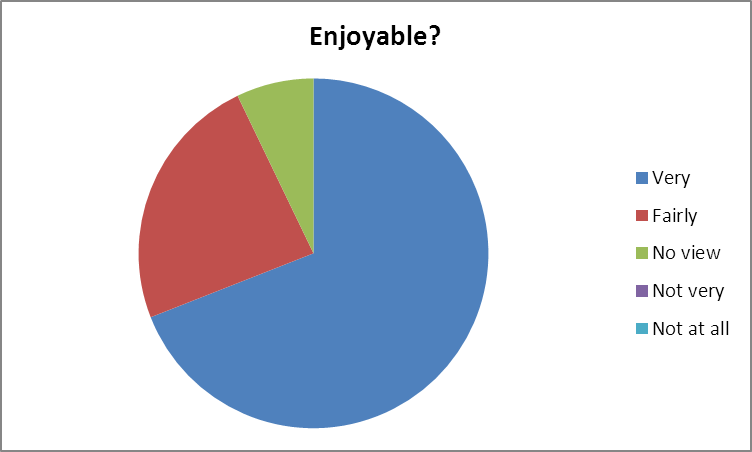 Enjoyable?
Very
Fairly
No view
Not very
Not at all